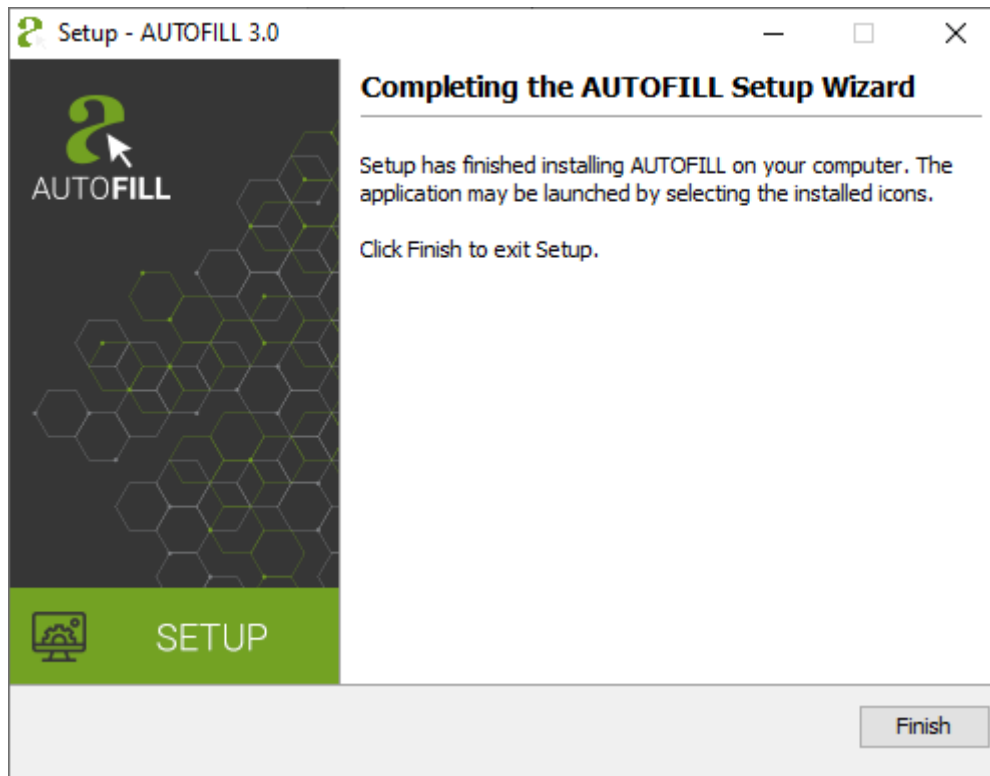 Setup - AUTOFILL 3.0
Completing the AUTOFILL Setup Wizard
AUTOFILL
Setup has finished installing AUTOFILL on your computer. The
application may be launched by selecting the installed icons.
Click Finish to exit Setup.
SETUP
Finish